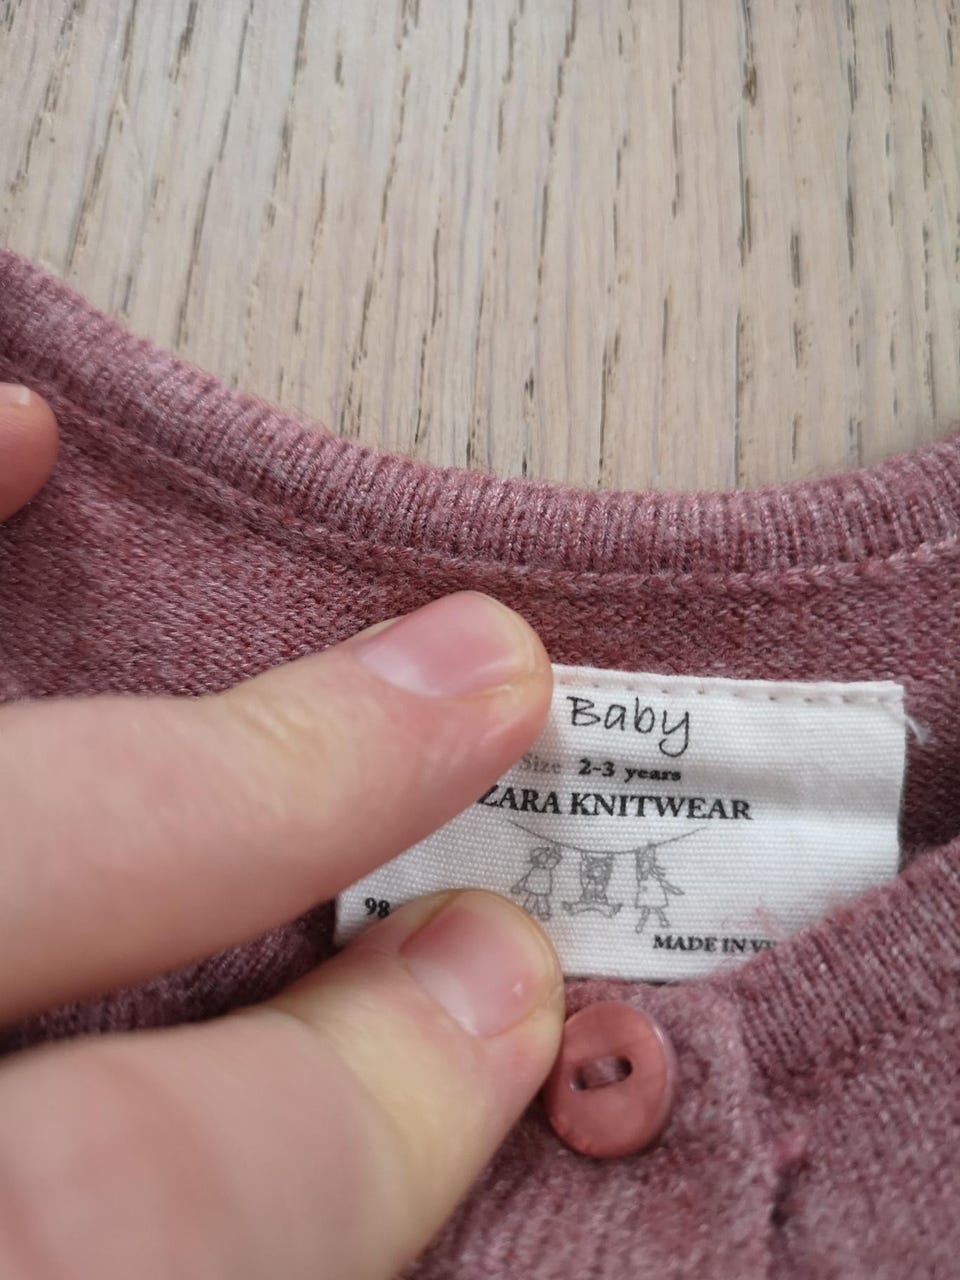 Baby
Size 2-3 years
ZARA KNITWEAR
98
MADE IN